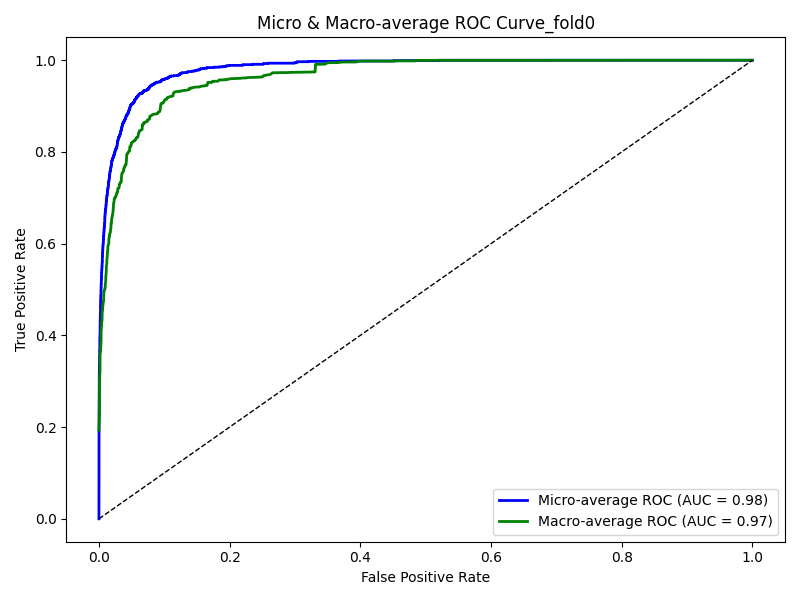 Micro & Macro-average ROC Curve_fold0
True Positive Rate
1.0
0.8
0.6
0.4
0.2
0.0
0.0 0.2 0.4 0.6 0.8 1.0
False Positive Rate
Micro-average ROC (AUC = 0.98)
Macro-average ROC (AUC = 0.97)